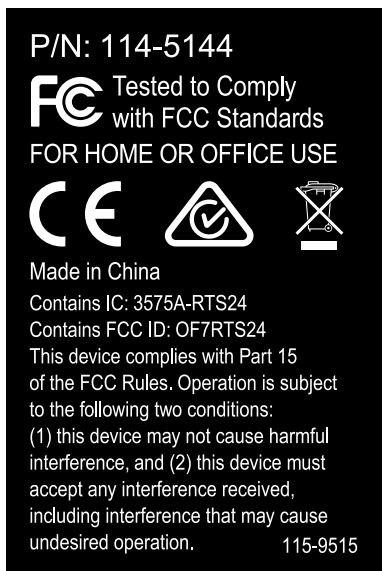 P/N: 114-5144
FC Tested to Comply
with FCC Standards
FOR HOME OR OFFICE USE
CE
Made in China
Contains IC: 3575A-RTS24
Contains FCC ID: OF7RTS24
This device complies with Part 15
of the FCC Rules. Operation is subject
to the following two conditions:
(1) this device may not cause harmful
interference, and (2) this device must
accept any interference received,
including interference that may cause
undesired operation. 115-9515